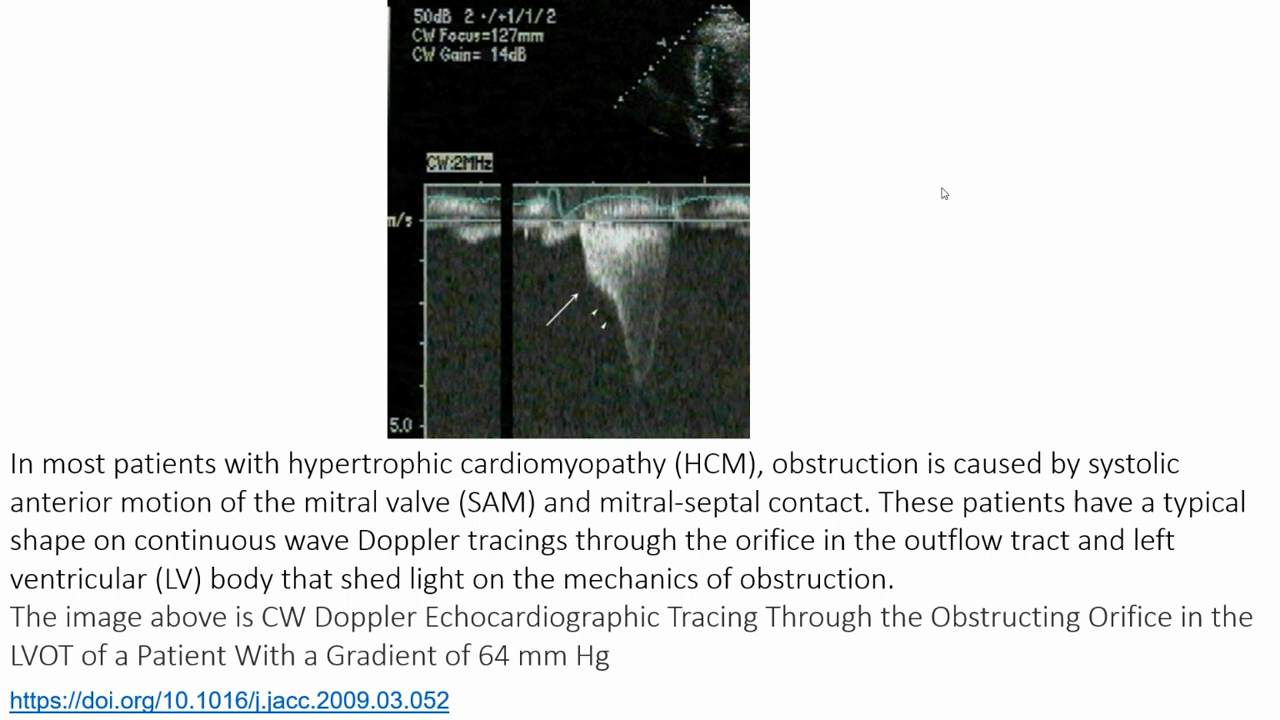 50dB 2 •/+1/1/2
CW Focus=127mm
CW Gain= 14dB
CW:2MHz
m/s
5.0
In most patients with hypertrophic cardiomyopathy (HCM), obstruction is caused by systolic
anterior motion of the mitral valve (SAM) and mitral-septal contact. These patients have a typical
shape on continuous wave Doppler tracings through the orifice in the outflow tract and left
ventricular (LV) body that shed light on the mechanics of obstruction.
The image above is CW Doppler Echocardiographic Tracing Through the Obstructing Orifice in the
LVOT of a Patient With a Gradient of 64 mm Hg
https://doi.org/10.1016/j.jacc.2009.03.052